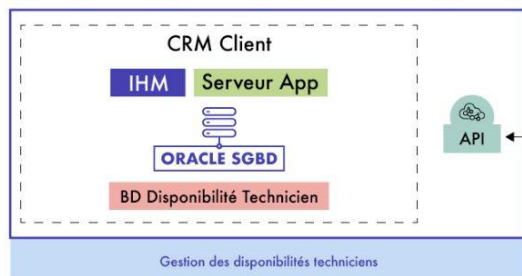 CRM Client
IHM
Serveur App
ORACLE SGBD
API
BD Disponibilité Technicien
Gestion des disponibilités techniciens